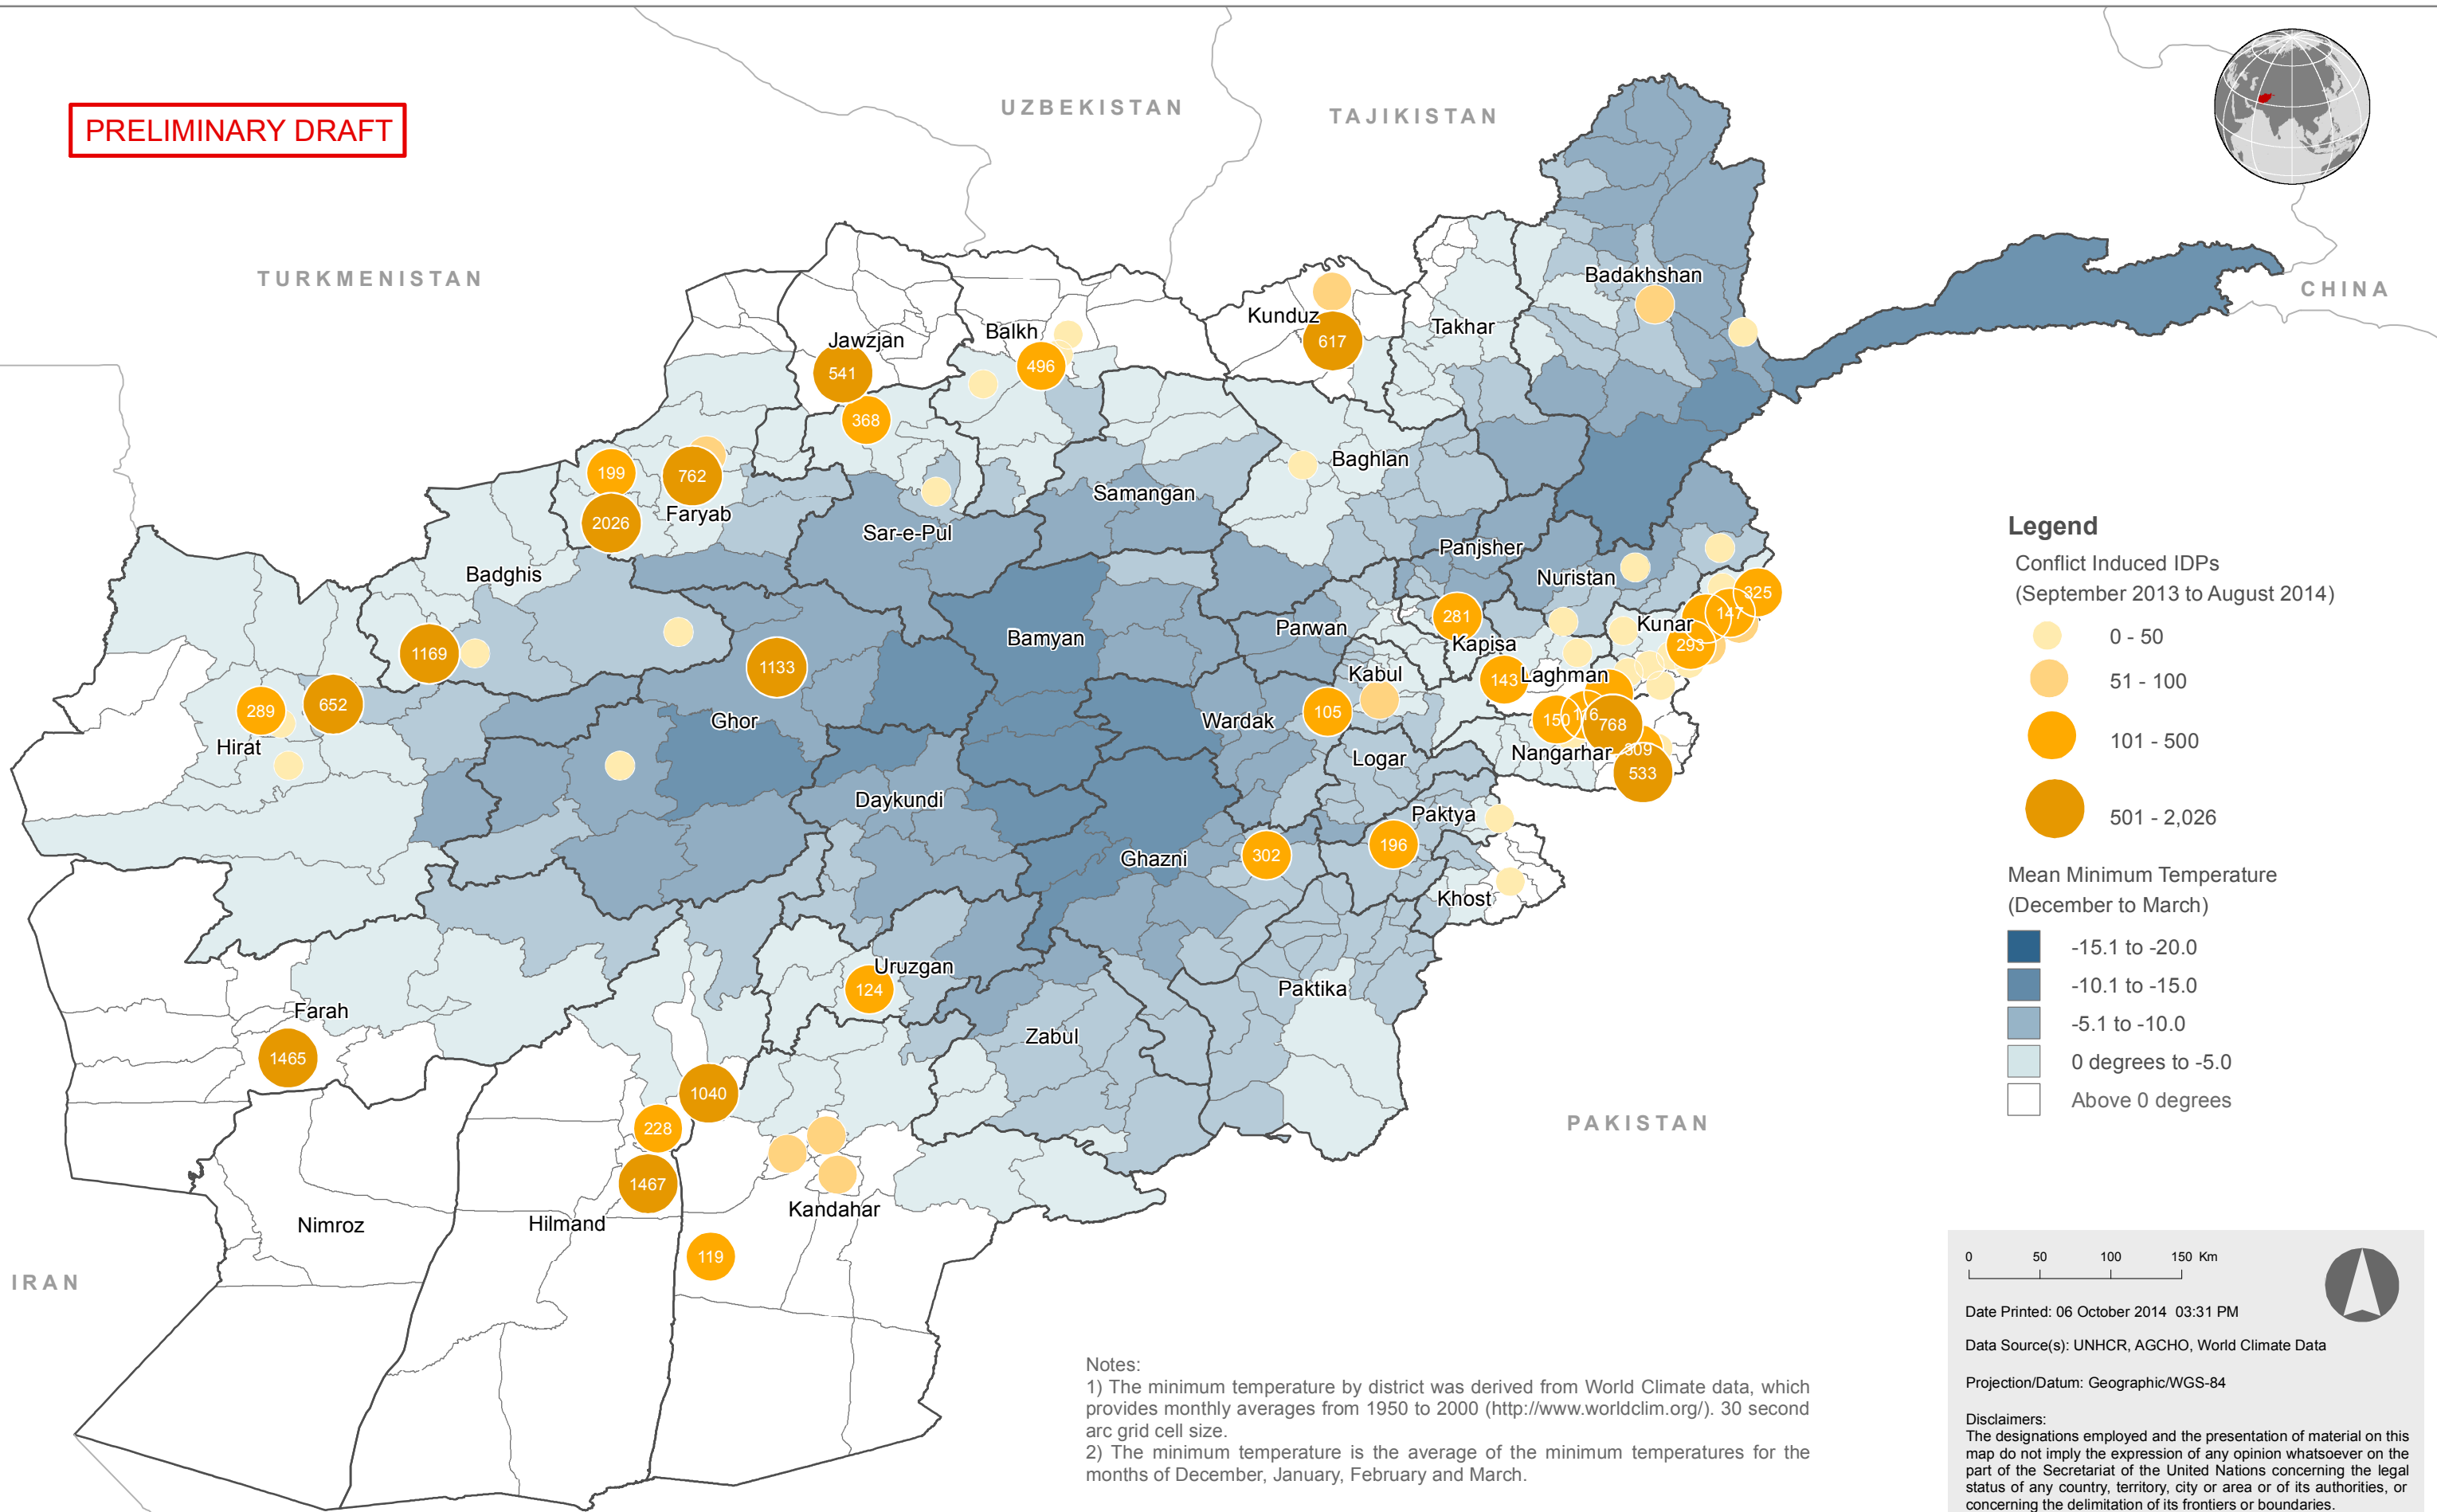 PRELIMINARY DRAFT
UZBEKISTAN
TAJIKISTAN
TURKMENISTAN
CHINA
Badakhshan
Kunduz
Takhar
Balkh
Jawzjan
617
496
541
368
Baghlan
199
762
Samangan
Faryab
2026
Sar-e-Pul
Panjsher
Badghis
Nuristan
325
147
281
Kunar
Parwan
Bamyan
Kapisa
293
1169
1133
Kabul
Laghman
143
652
289
105
Ghor
Wardak
150
116
768
Hirat
Logar
Nangarhar
309
533
Daykundi
Paktya
196
Ghazni
302
Khost
Uruzgan
124
Paktika
Farah
Zabul
1465
1040
228
PAKISTAN
1467
Kandahar
Nimroz
Hilmand
119
IRAN
Legend
Conflict Induced IDPs
(September 2013 to August 2014)
0 - 50
51 - 100
101 - 500
501 - 2,026
Mean Minimum Temperature
(December to March)
-15.1 to -20.0
-10.1 to -15.0
-5.1 to -10.0
0 degrees to -5.0
Above 0 degrees
0 50 100 150 Km
Date Printed: 06 October 2014 03:31 PM
Data Source(s): UNHCR, AGCHO, World Climate Data
Projection/Datum: Geographic/WGS-84
Disclaimers:
The designations employed and the presentation of material on this
map do not imply the expression of any opinion whatsoever on the
part of the Secretariat of the United Nations concerning the legal
status of any country, territory, city or area or of its authorities, or
concerning the delimitation of its frontiers or boundaries.
Notes:
1) The minimum temperature by district was derived from World Climate data, which
provides monthly averages from 1950 to 2000 (http://www.worldclim.org/). 30 second
arc grid cell size.
2) The minimum temperature is the average of the minimum temperatures for the
months of December, January, February and March.